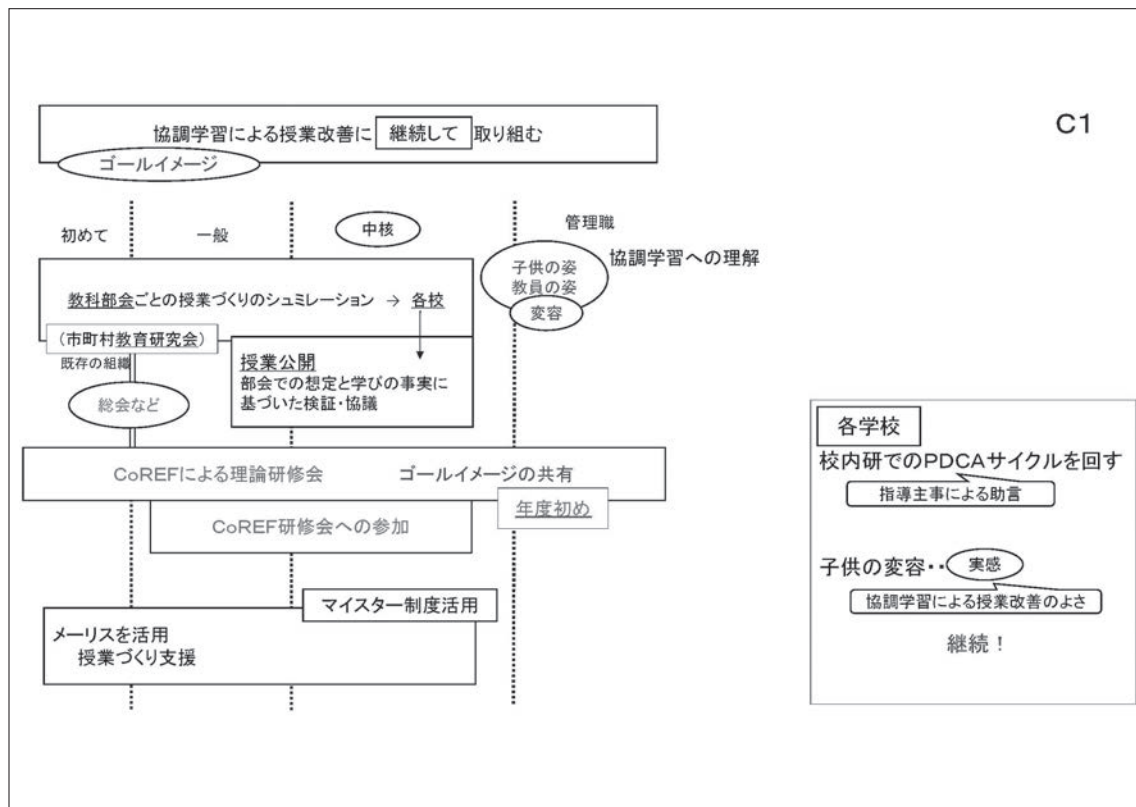 C1
協調学習による授業改善に 継続して 取り組む
ゴールイメージ
初めて
一般
中核
管理職
子供の姿
教員の姿
変容
協調学習への理解
教科部会ごとの授業づくりのシュミレーション → 各校
(市町村教育研究会)
既存の組織
授業公開
部会での想定と学びの事実に
基づいた検証・協議
総会など
CoREFによる理論研修会 ゴールイメージの共有
年度初め
CoREF研修会への参加
マイスター制度活用
メーリスを活用
授業づくり支援
各学校
校内研でのPDCAサイクルを回す
指導主事による助言
子供の変容・・ 実感
協調学習による授業改善のよさ
継続!